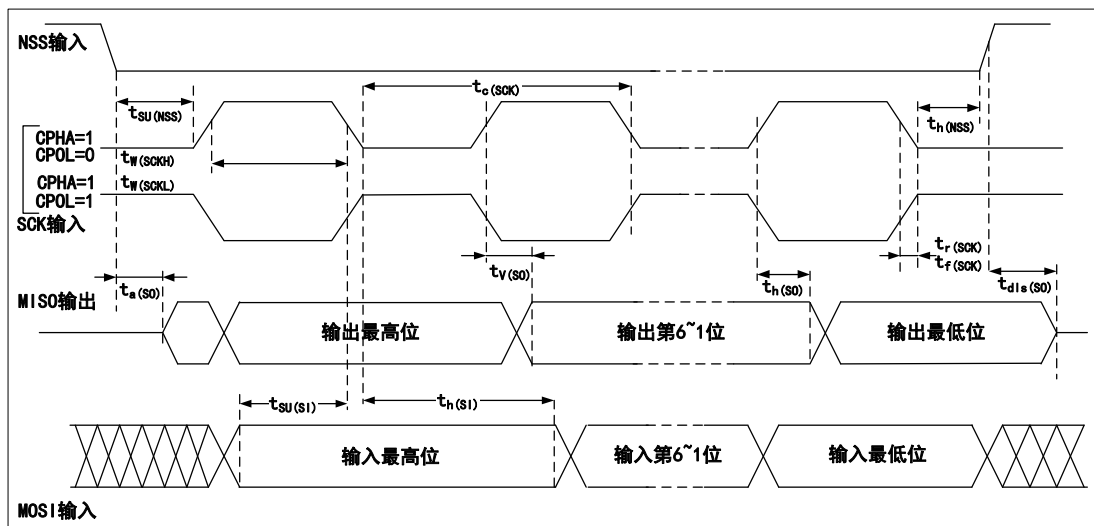 NSS输入
tc(SCK)
tSU(NSS)
th(NSS)
CPHA=1
CPOL=0
tW(SCKH)
CPHA=1
tW(SCKL)
CPOL=1
SCK输入
tr(SCK)
tV(SO)
tf(SCK)
ta(SO)
th(SO)
tdis(SO)
MISO输出
输出最高位
输出第6~1位
输出最低位
tSU(SI)
th(SI)
输入最高位
输入第6~1位
输入最低位
MOSI输入